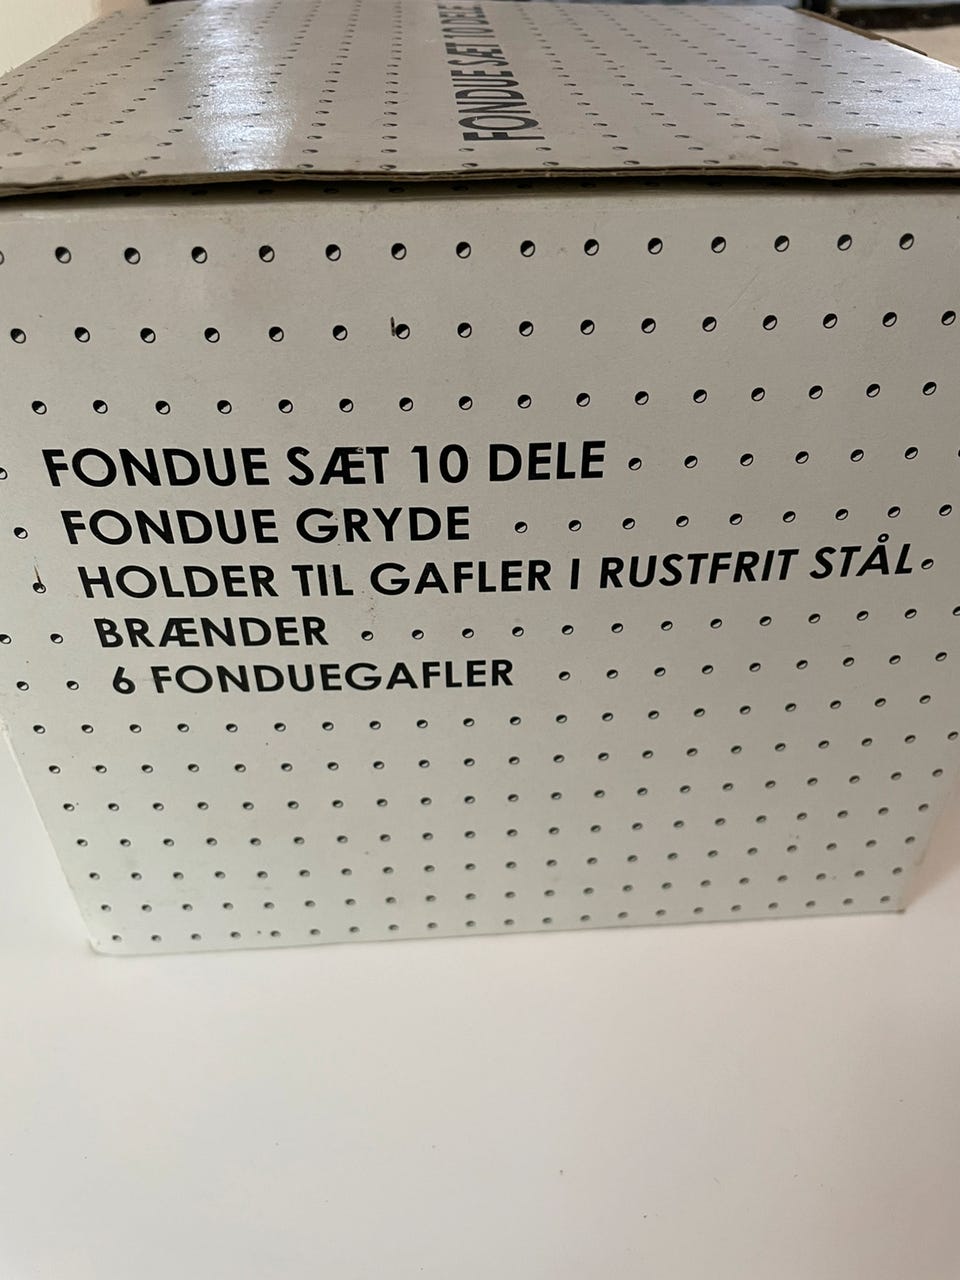 FONDUE SÆT 10 DELE
FONDUE SÆT 10 DELE
FONDUE GRYDE
HOLDER TIL GAFLER I RUSTFRIT STÅL
BRÆNDER
6 FONDUEGAFLER